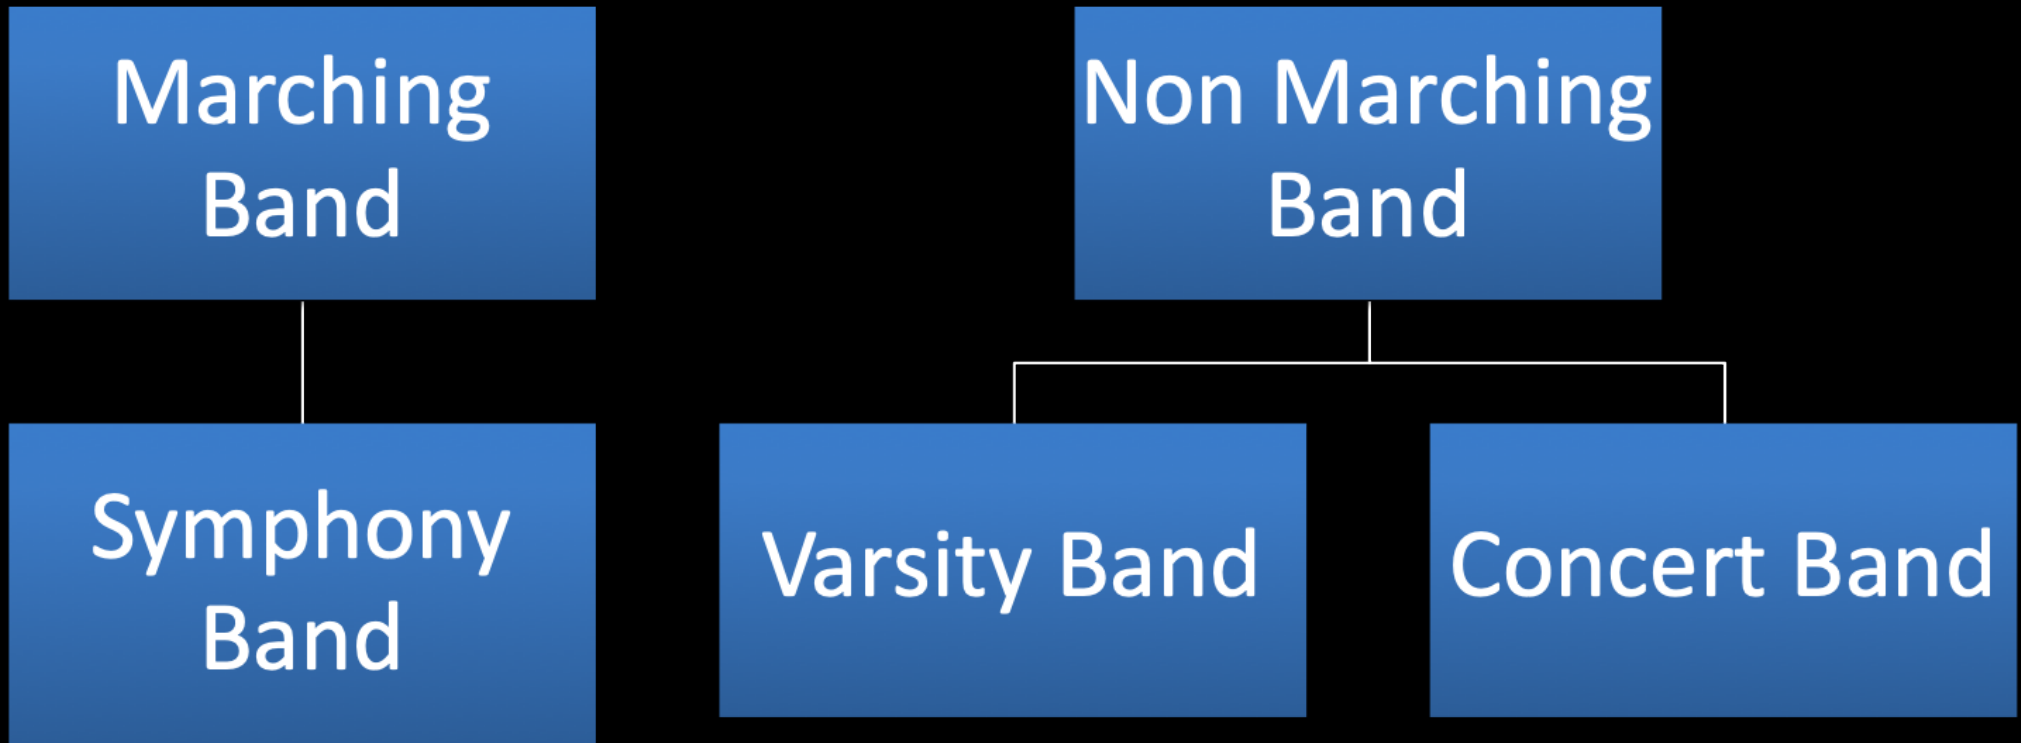 Marching
Band
Non Marching
Band
Symphony
Band
Varsity Band
Concert Band